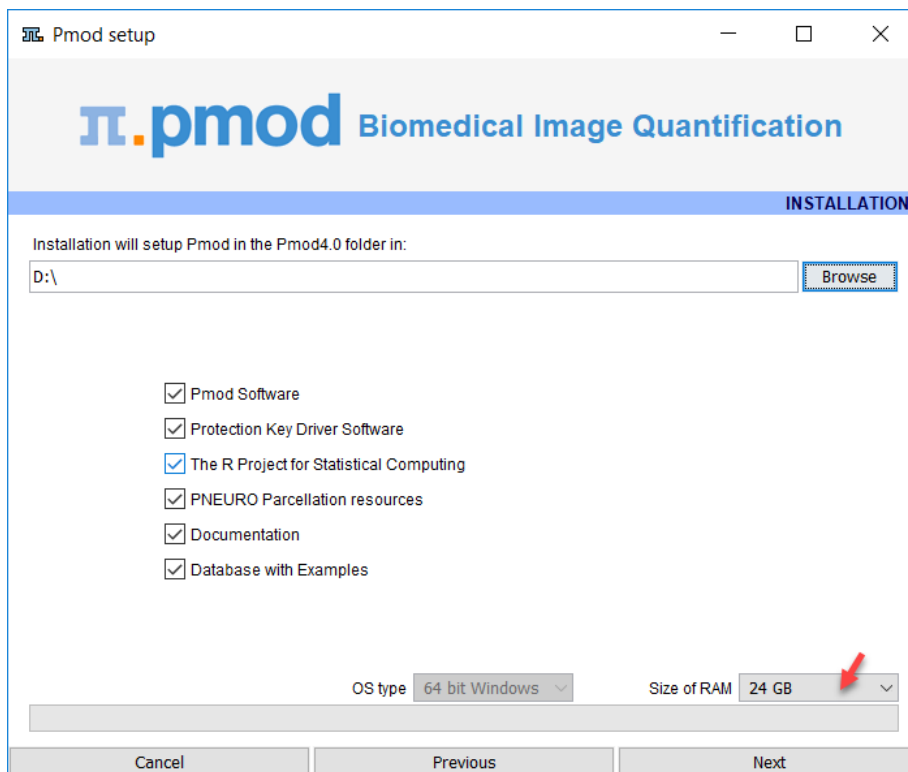 Pmod setup
π.pmod Biomedical Image Quantification
INSTALLATION
Installation will setup Pmod in the Pmod4.0 folder in:
D:\
Browse
Pmod Software
Protection Key Driver Software
The R Project for Statistical Computing
PNEURO Parcellation resources
Documentation
Database with Examples
OS type 64 bit Windows Size of RAM 24 GB
Cancel Previous Next